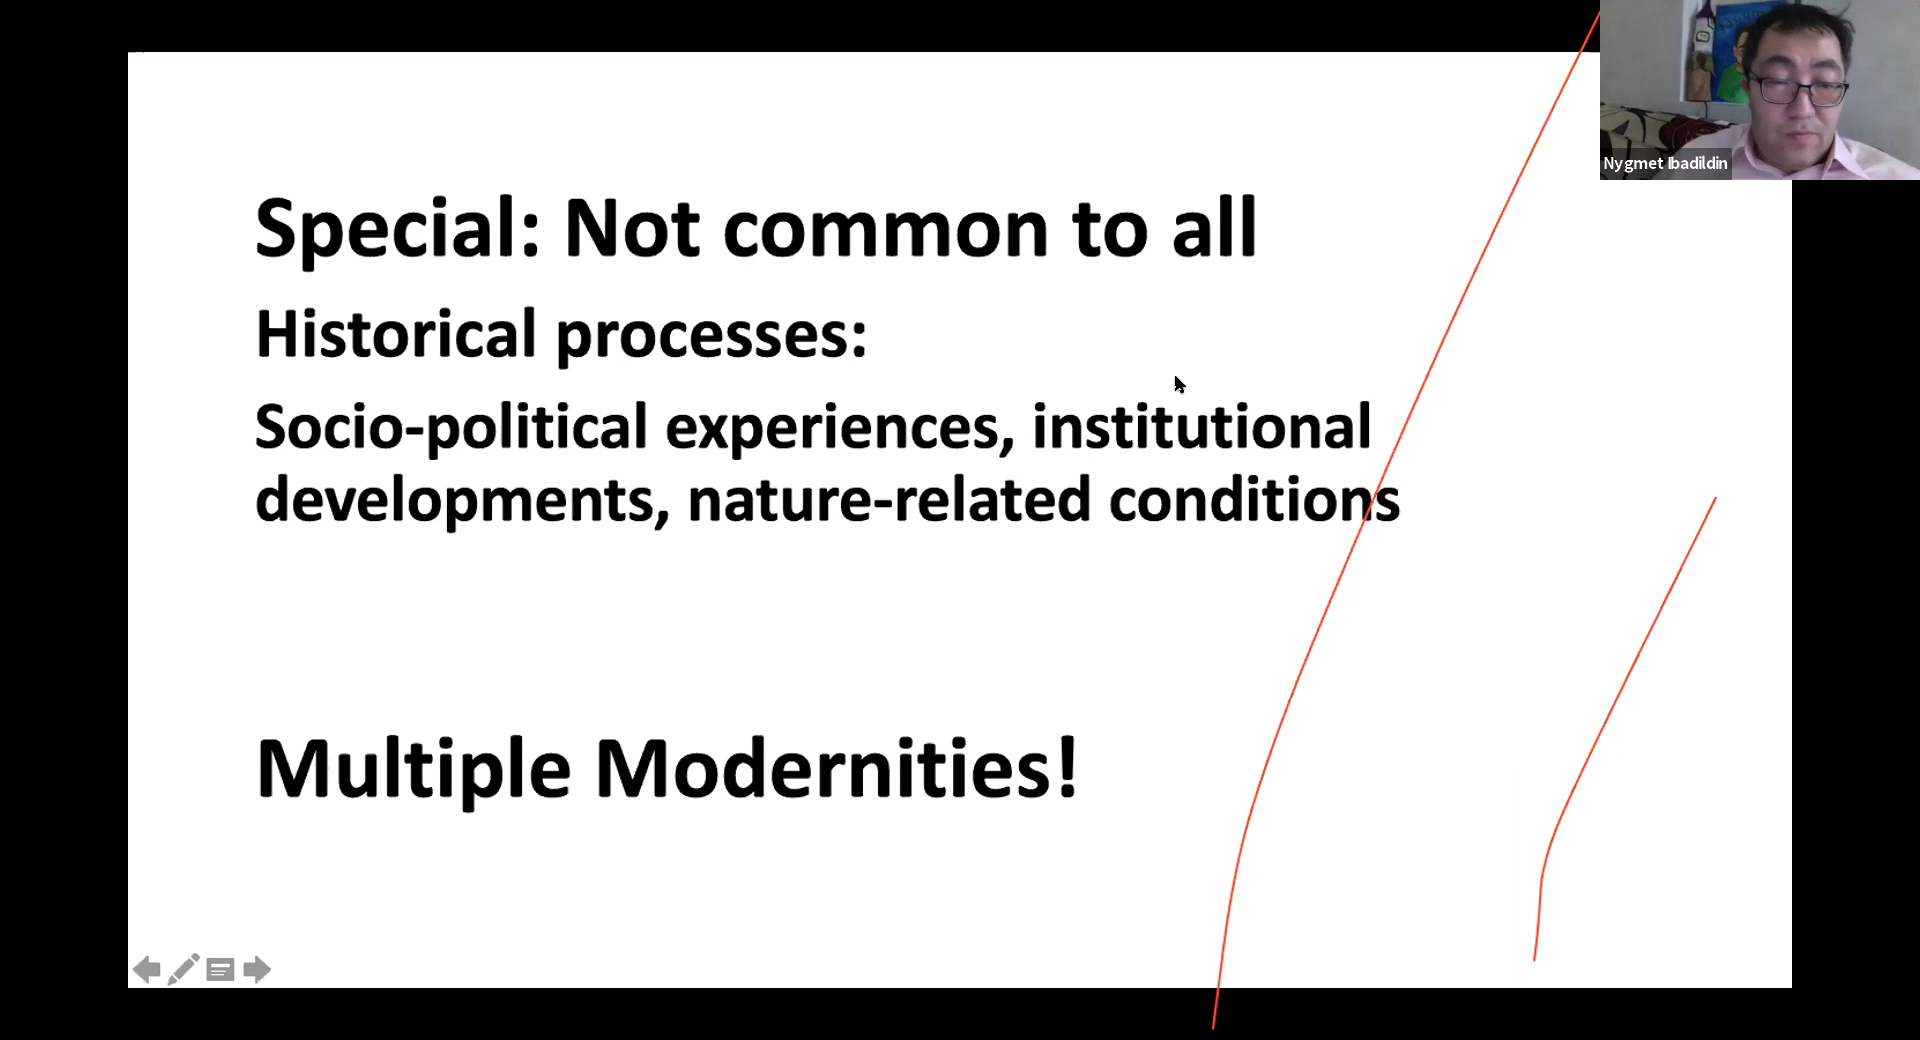 Nygmet Ibadildin
Special: Not common to all
Historical processes:
Socio-political experiences, institutional
developments, nature-related conditions
Multiple Modernities!